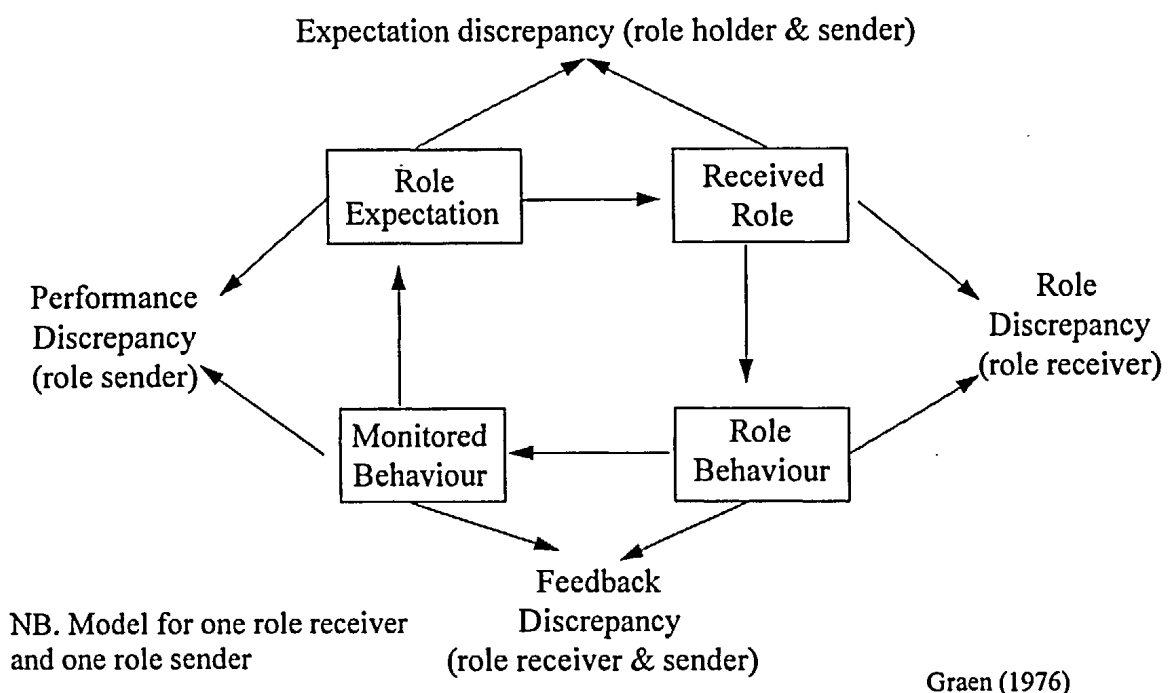 Expectation discrepancy (role holder & sender)
Role
Expectation
Received
Role
Performance
Discrepancy
(role sender)
Role
Discrepancy
(role receiver)
Monitored
Behaviour
Role
Behaviour
Feedback
Discrepancy
(role receiver & sender)
NB. Model for one role receiver
and one role sender
Graen (1976)